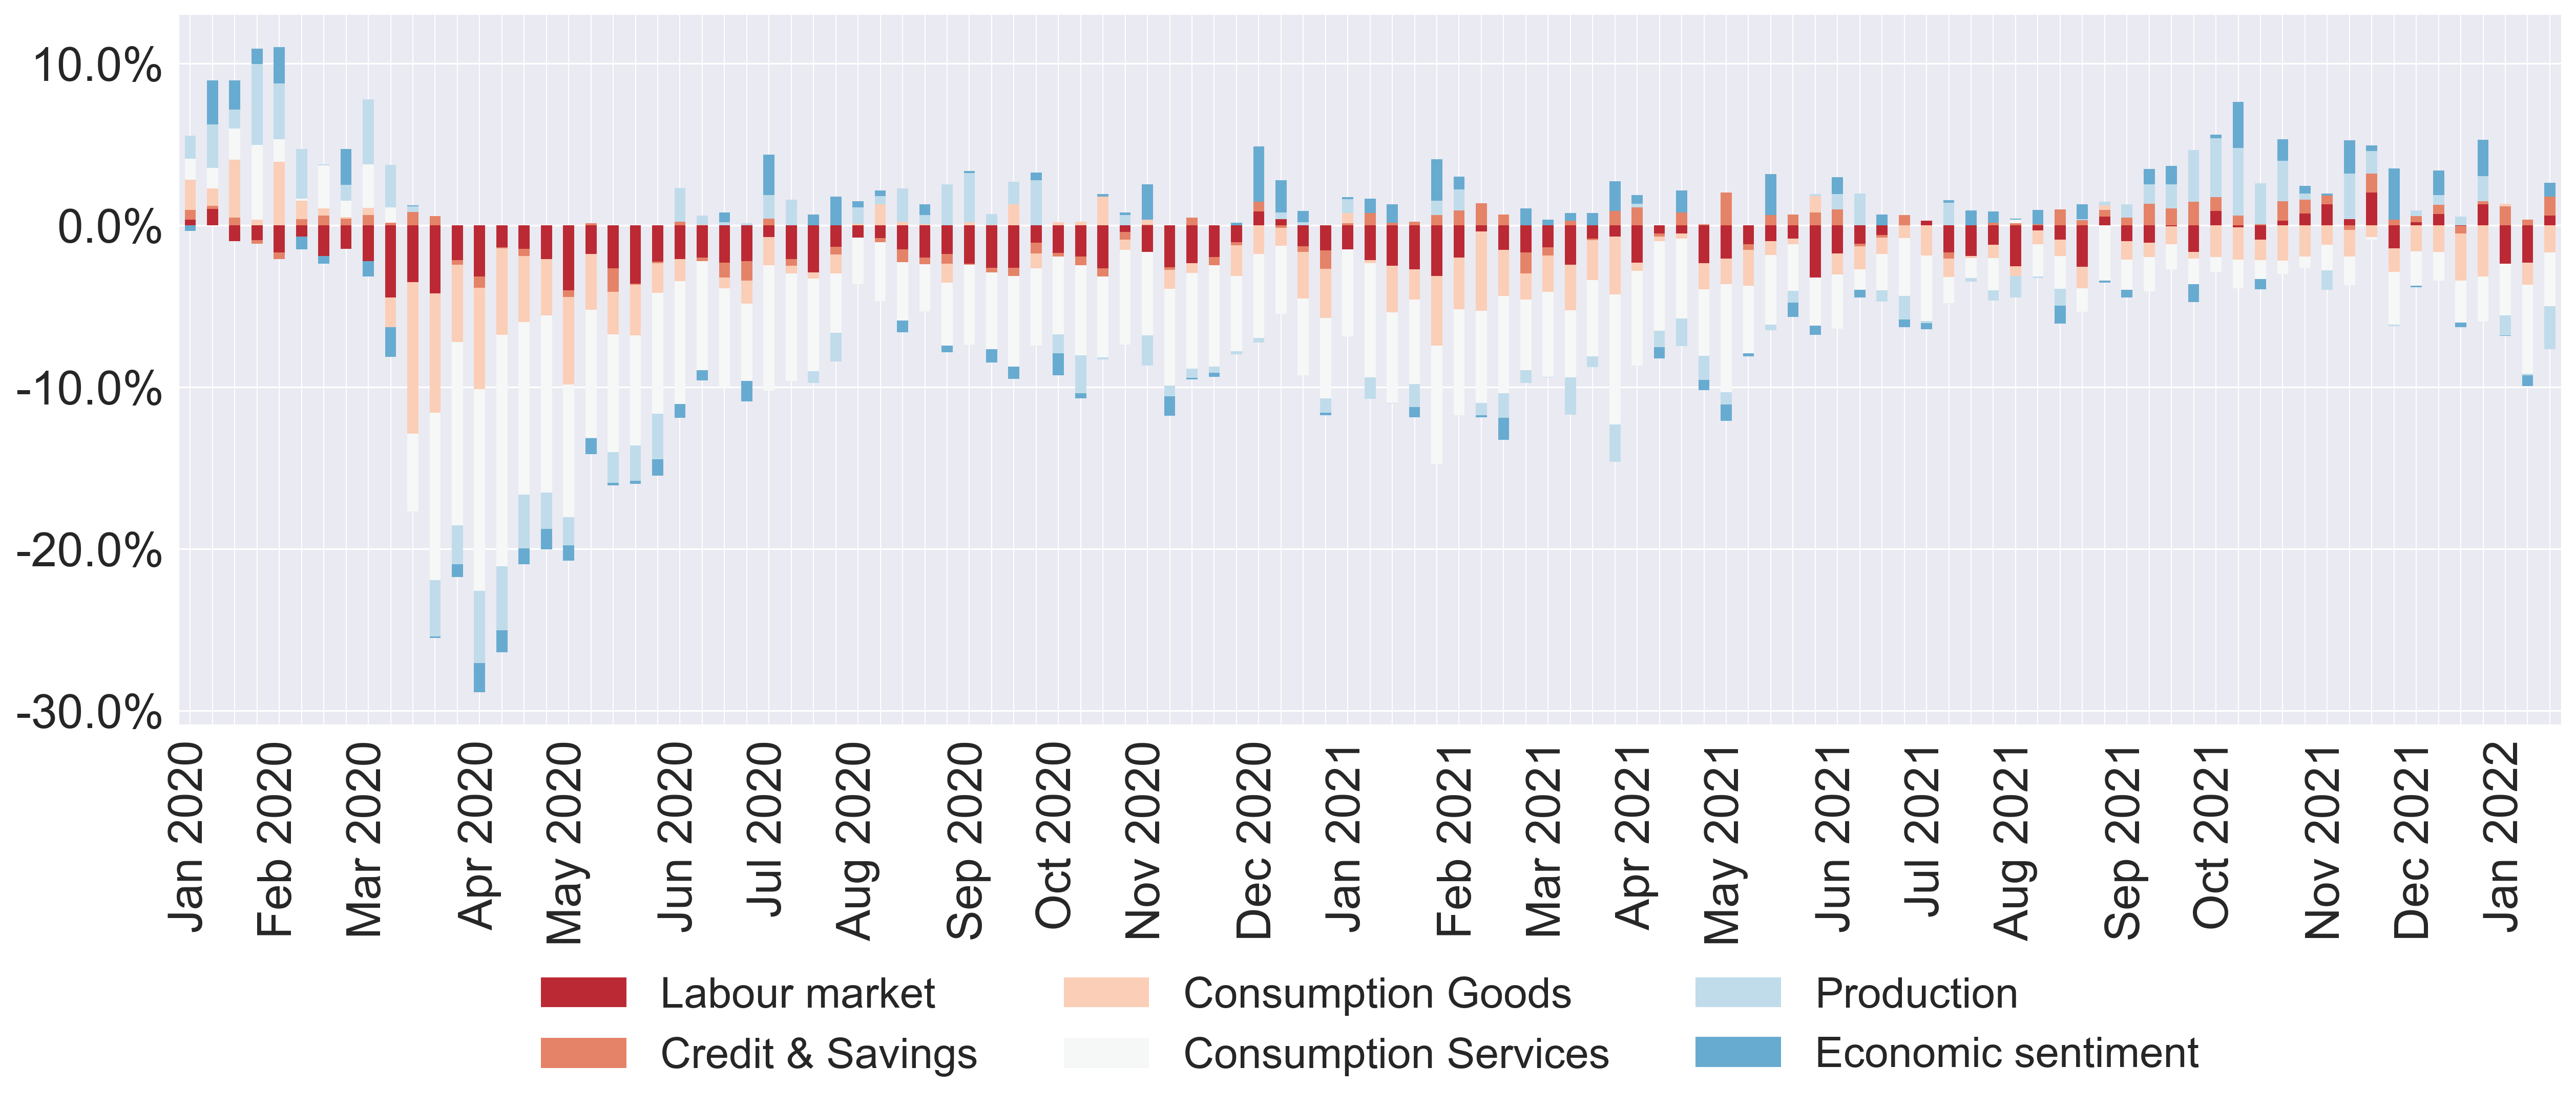 10.0%
0.0%
-10.0%
-20.0%
-30.0%
Jan 2020
Feb 2020
Mar 2020
Apr 2020
May 2020
Jun 2020
Jul 2020
Aug 2020
Sep 2020
Oct 2020
Nov 2020
Dec 2020
Jan 2021
Feb 2021
Mar 2021
Apr 2021
May 2021
Jun 2021
Jul 2021
Aug 2021
Sep 2021
Oct 2021
Nov 2021
Dec 2021
Jan 2022
Labour market
Credit & Savings
Consumption Goods
Consumption Services
Production
Economic sentiment